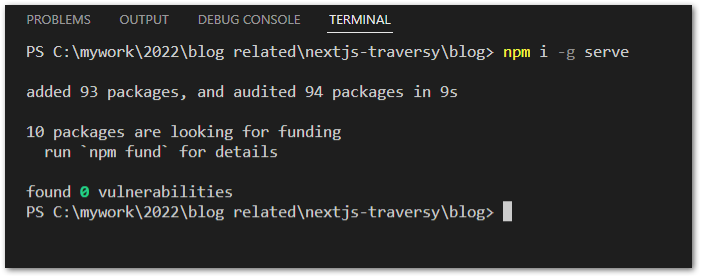 PROBLEMS OUTPUT DEBUG CONSOLE TERMINAL
PS C:\mywork\2022\blog related\nextjs-traversy\blog> npm i -g serve
added 93 packages, and audited 94 packages in 9s
10 packages are looking for funding
  run `npm fund` for details
found 0 vulnerabilities
PS C:\mywork\2022\blog related\nextjs-traversy\blog>